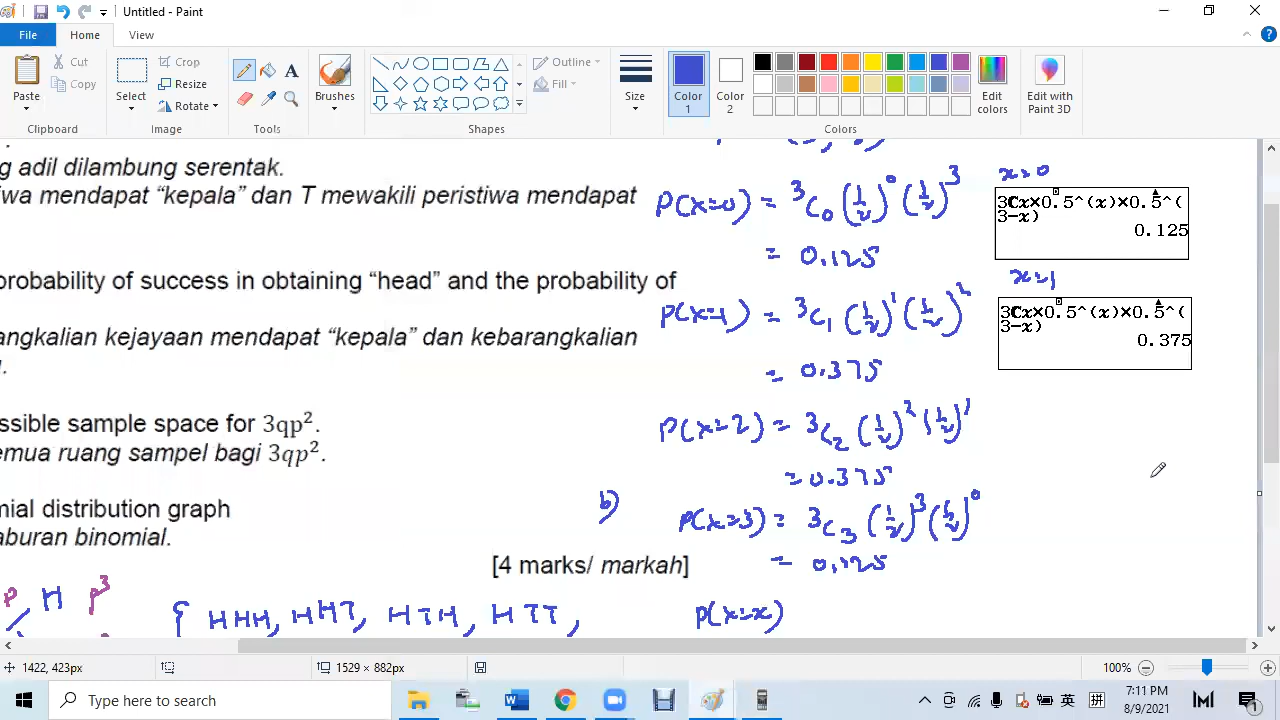 Untitled - Paint
File
Home
View
Paste
Cut
Copy
Clipboard
Select
Crop
Resize
Rotate
Image
Tools
Brushes
Shapes
Outline
Fill
Size
Color 1
Color 2
Colors
Edit colors
Edit with Paint 3D
g adil dilambung serentak.
iwa mendapat “kepala” dan T mewakili peristiwa mendapat
probability of success in obtaining “head” and the probability of
angkalian kejayaan mendapat “kepala” dan kebarangkalian
ssible sample space for 3qp².
emua ruang sampel bagi 3qp².
mial distribution graph
aburan binomial.
[4 marks/ markah]
P(X=0) = ³C₀ (1/2)⁰ (1/2)³
= 0.125
P(X=1) = ³C₁ (1/2)¹ (1/2)²
= 0.375
P(X=2) = ³C₂ (1/2)² (1/2)¹
= 0.375
b)
P(X=3) = ³C₃ (1/2)³ (1/2)⁰
= 0.125
P(X=x)
x=0
3Cx×0.5^(x)×0.5^(
3-x)
0.125
x=1
3Cx×0.5^(x)×0.5^(
3-x)
0.375
P H P³
{ HHH, HHT, HTH, HTT,
1422, 423px
1529 × 882px
100%
Type here to search
英
拼
7:11 PM
8/9/2021
1